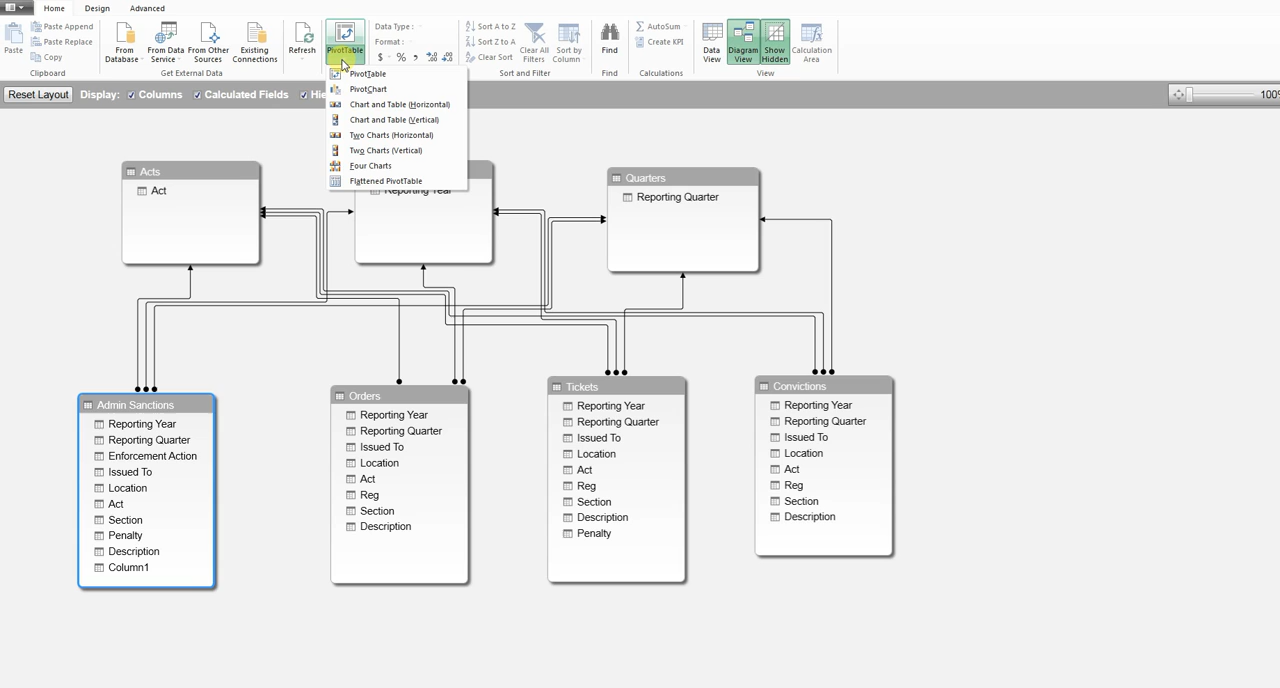 Home Design Advanced
Paste
Paste Append
Paste Replace
Copy
Clipboard
From Database
From Data Service
From Other Sources
Existing Connections
Get External Data
Refresh
PivotTable
Data Type :
Format :
$ % ,
Sort A to Z
Sort Z to A
Clear Sort
Clear All Filters
Sort by Column
Sort and Filter
Find
Find
AutoSum
Create KPI
Calculations
Data View
Diagram View
Show Hidden
Calculation Area
View
PivotTable
PivotChart
Chart and Table (Horizontal)
Chart and Table (Vertical)
Two Charts (Horizontal)
Two Charts (Vertical)
Four Charts
Flattened PivotTable
Reset Layout Display: Columns Calculated Fields
100%
Acts
Act
Reporting Year
Quarters
Reporting Quarter
Admin Sanctions
Reporting Year
Reporting Quarter
Enforcement Action
Issued To
Location
Act
Section
Penalty
Description
Column1
Orders
Reporting Year
Reporting Quarter
Issued To
Location
Act
Reg
Section
Description
Tickets
Reporting Year
Reporting Quarter
Issued To
Location
Act
Reg
Section
Description
Penalty
Convictions
Reporting Year
Reporting Quarter
Issued To
Location
Act
Reg
Section
Description